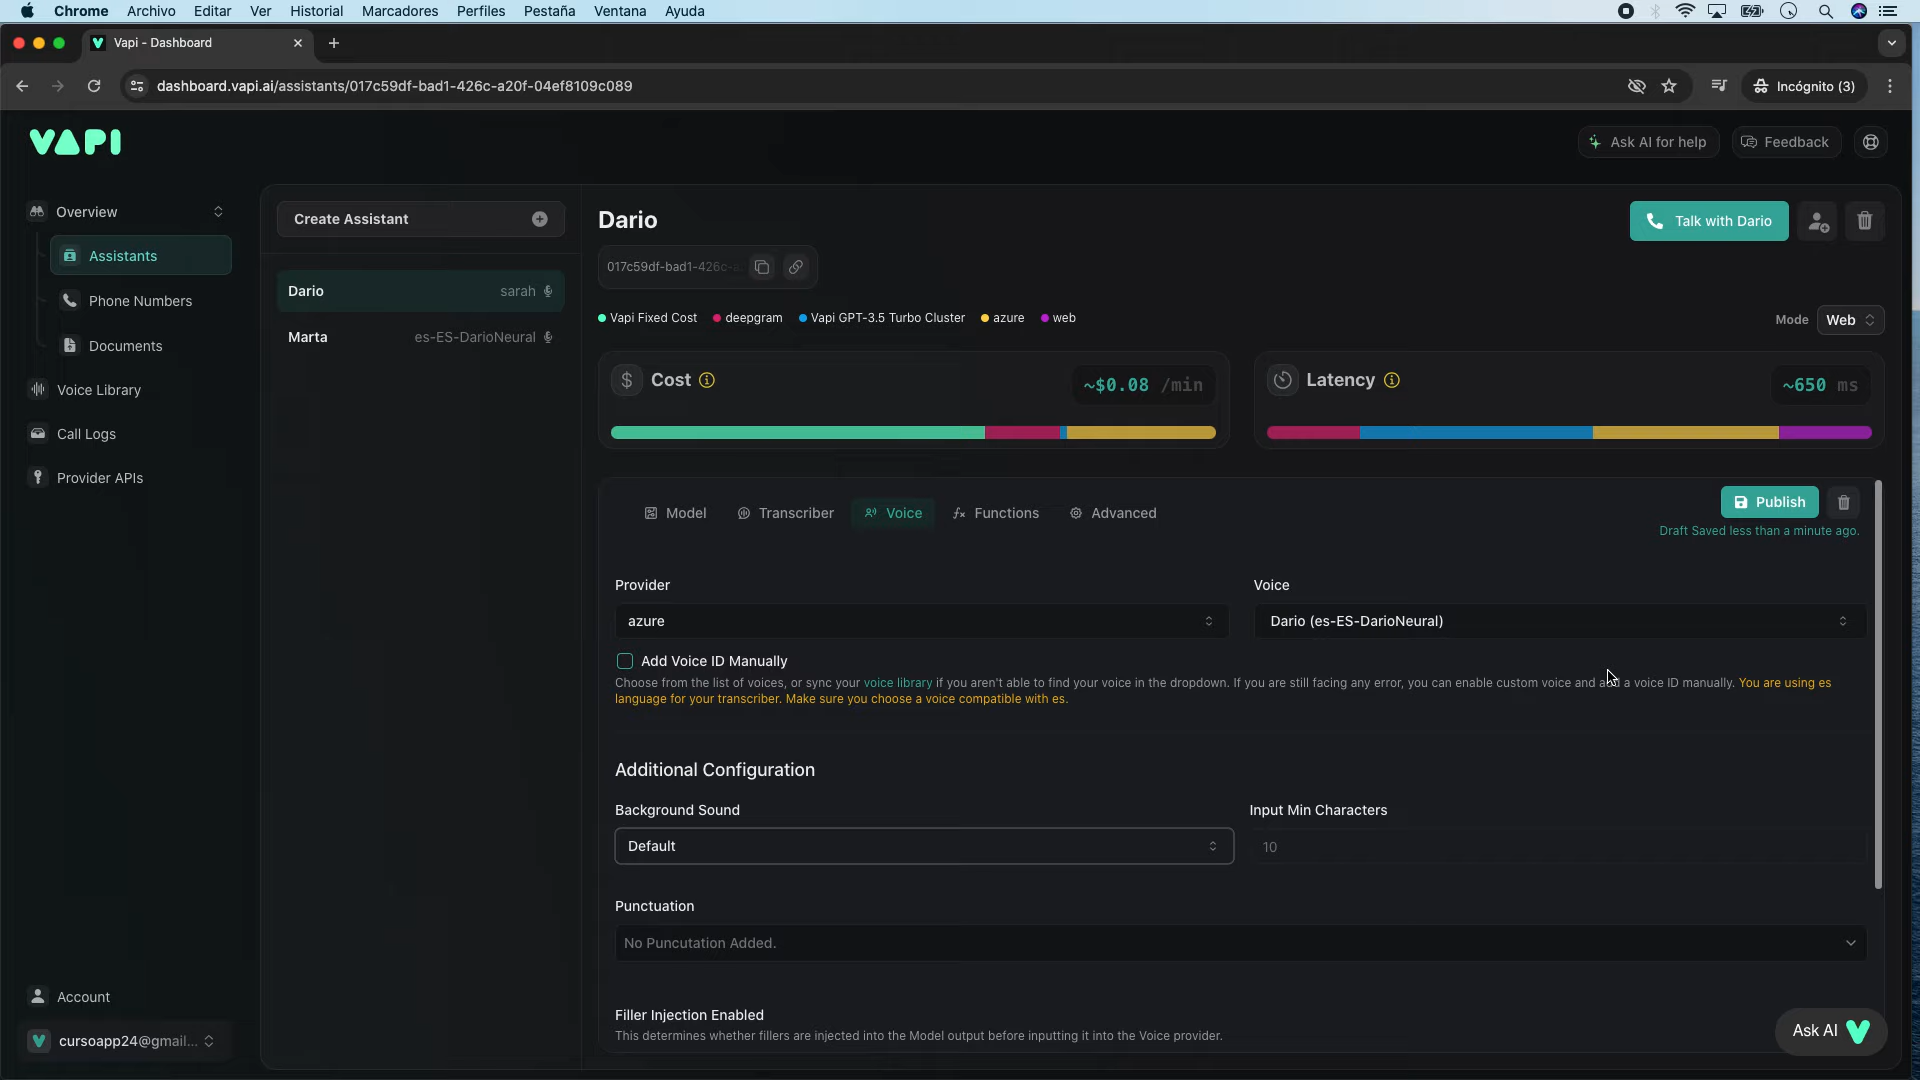 Chrome Archivo Editar Ver Historial Marcadores Perfiles Pestaña Ventana Ayuda
Vapi - Dashboard
dashboard.vapi.ai/assistants/017c59df-bad1-426c-a20f-04ef8109c089
Incógnito (3)
VAPI
Ask AI for help
Feedback
Overview
Assistants
Phone Numbers
Documents
Voice Library
Call Logs
Provider APIs
Account
cursoapp24@gmail...
Create Assistant
Dario sarah
Marta es-ES-DarioNeural
Dario
Talk with Dario
017c59df-bad1-426c-a...
Vapi Fixed Cost deepgram Vapi GPT-3.5 Turbo Cluster azure web
Mode Web
Cost ~$0.08 /min
Latency ~650 ms
Model Transcriber Voice Functions Advanced
Publish
Draft Saved less than a minute ago.
Provider
azure
Voice
Dario (es-ES-DarioNeural)
Add Voice ID Manually
Choose from the list of voices, or sync your voice library if you aren't able to find your voice in the dropdown. If you are still facing any error, you can enable custom voice and add a voice ID manually. You are using es
language for your transcriber. Make sure you choose a voice compatible with es.
Additional Configuration
Background Sound
Default
Input Min Characters
10
Punctuation
No Puncutation Added.
Filler Injection Enabled
This determines whether fillers are injected into the Model output before inputting it into the Voice provider.
Ask AI